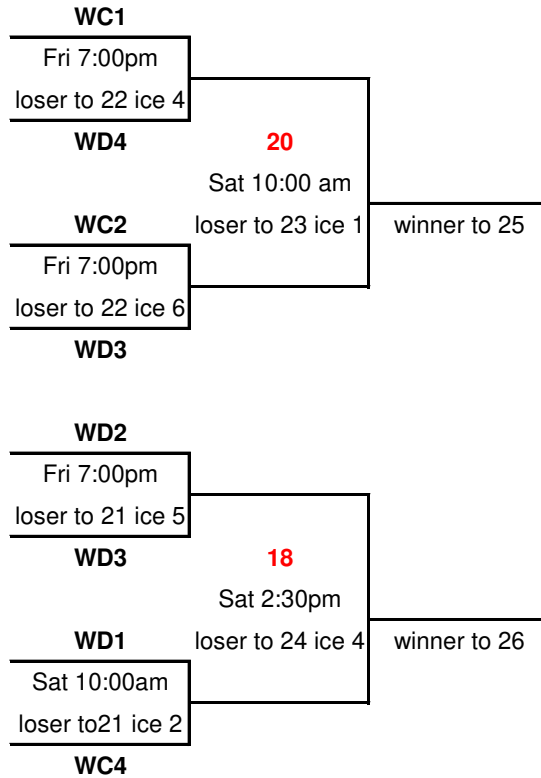 WC1
Fri 7:00pm
loser to 22 ice 4
WD4
20
Sat 10:00 am
WC2
loser to 23 ice 1
winner to 25
Fri 7:00pm
loser to 22 ice 6
WD3
WD2
Fri 7:00pm
loser to 21 ice 5
WD3
18
Sat 2:30pm
WD1
loser to 24 ice 4
winner to 26
Sat 10:00am
loser to21 ice 2
WC4